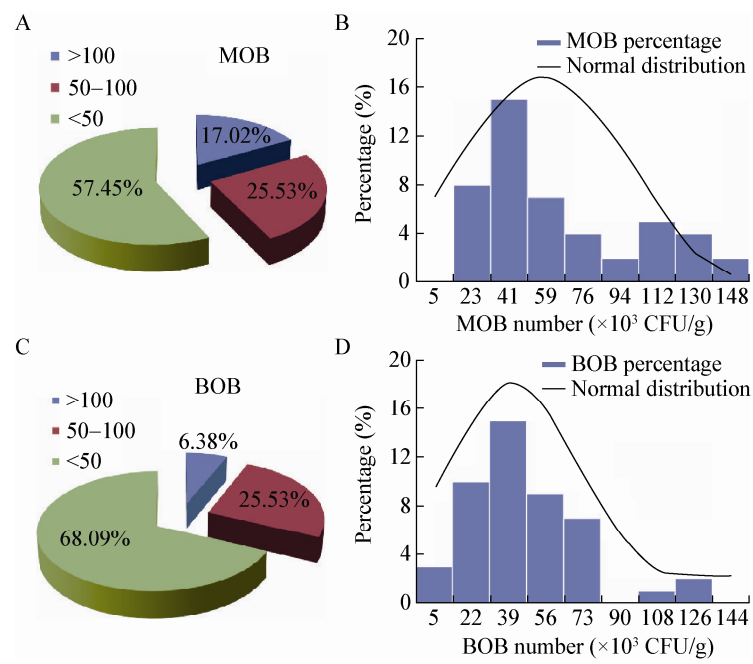 A
MOB
>100
50–100
<50
17.02%
25.53%
57.45%
B
MOB percentage
Normal distribution
Percentage (%)
20
16
12
8
4
0
5 23 41 59 76 94 112 130 148
MOB number (×10³ CFU/g)
C
BOB
>100
50–100
<50
6.38%
25.53%
68.09%
D
BOB percentage
Normal distribution
Percentage (%)
20
16
12
8
4
0
5 22 39 56 73 90 108 126 144
BOB number (×10³ CFU/g)